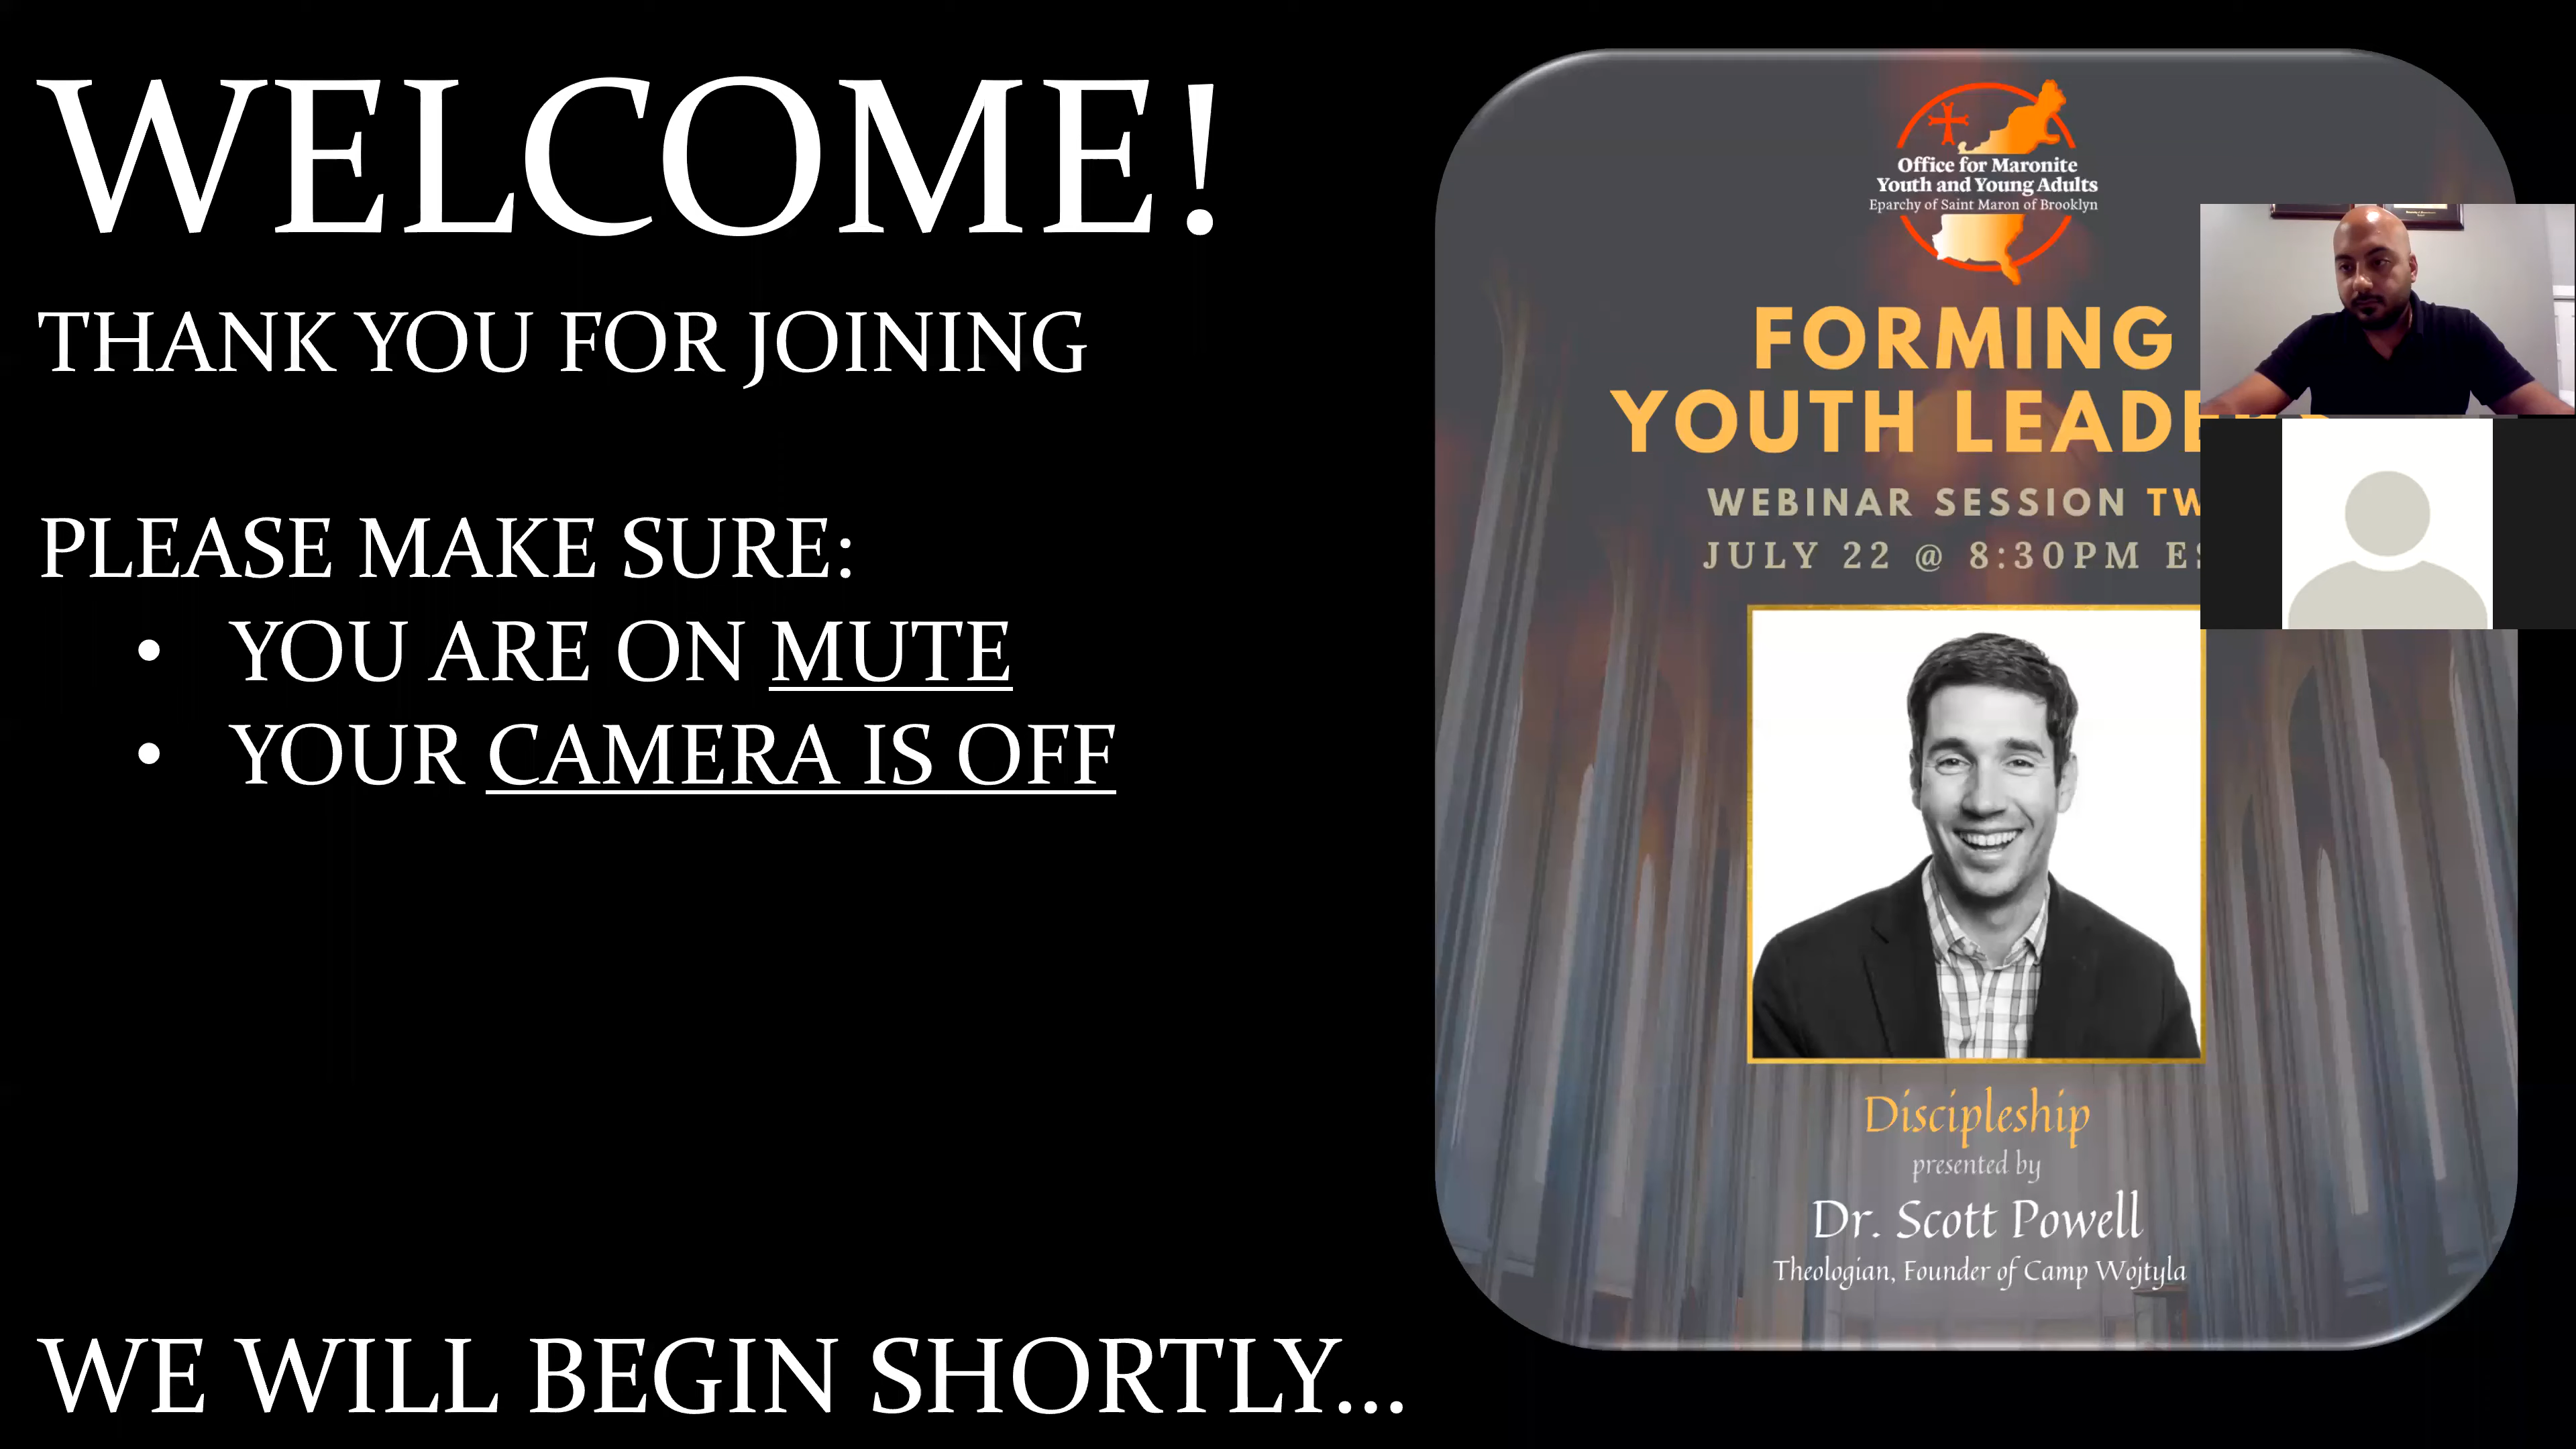 WELCOME!
THANK YOU FOR JOINING
PLEASE MAKE SURE:
• YOU ARE ON MUTE
• YOUR CAMERA IS OFF
WE WILL BEGIN SHORTLY...
Office for Maronite
Youth and Young Adults
Eparchy of Saint Maron of Brooklyn
FORMING
YOUTH
WEBINAR SESSION
JULY 22 @ 8:30PM
Discipleship
presented by
Dr. Scott Powell
Theologian, Founder of Camp Wojtyla